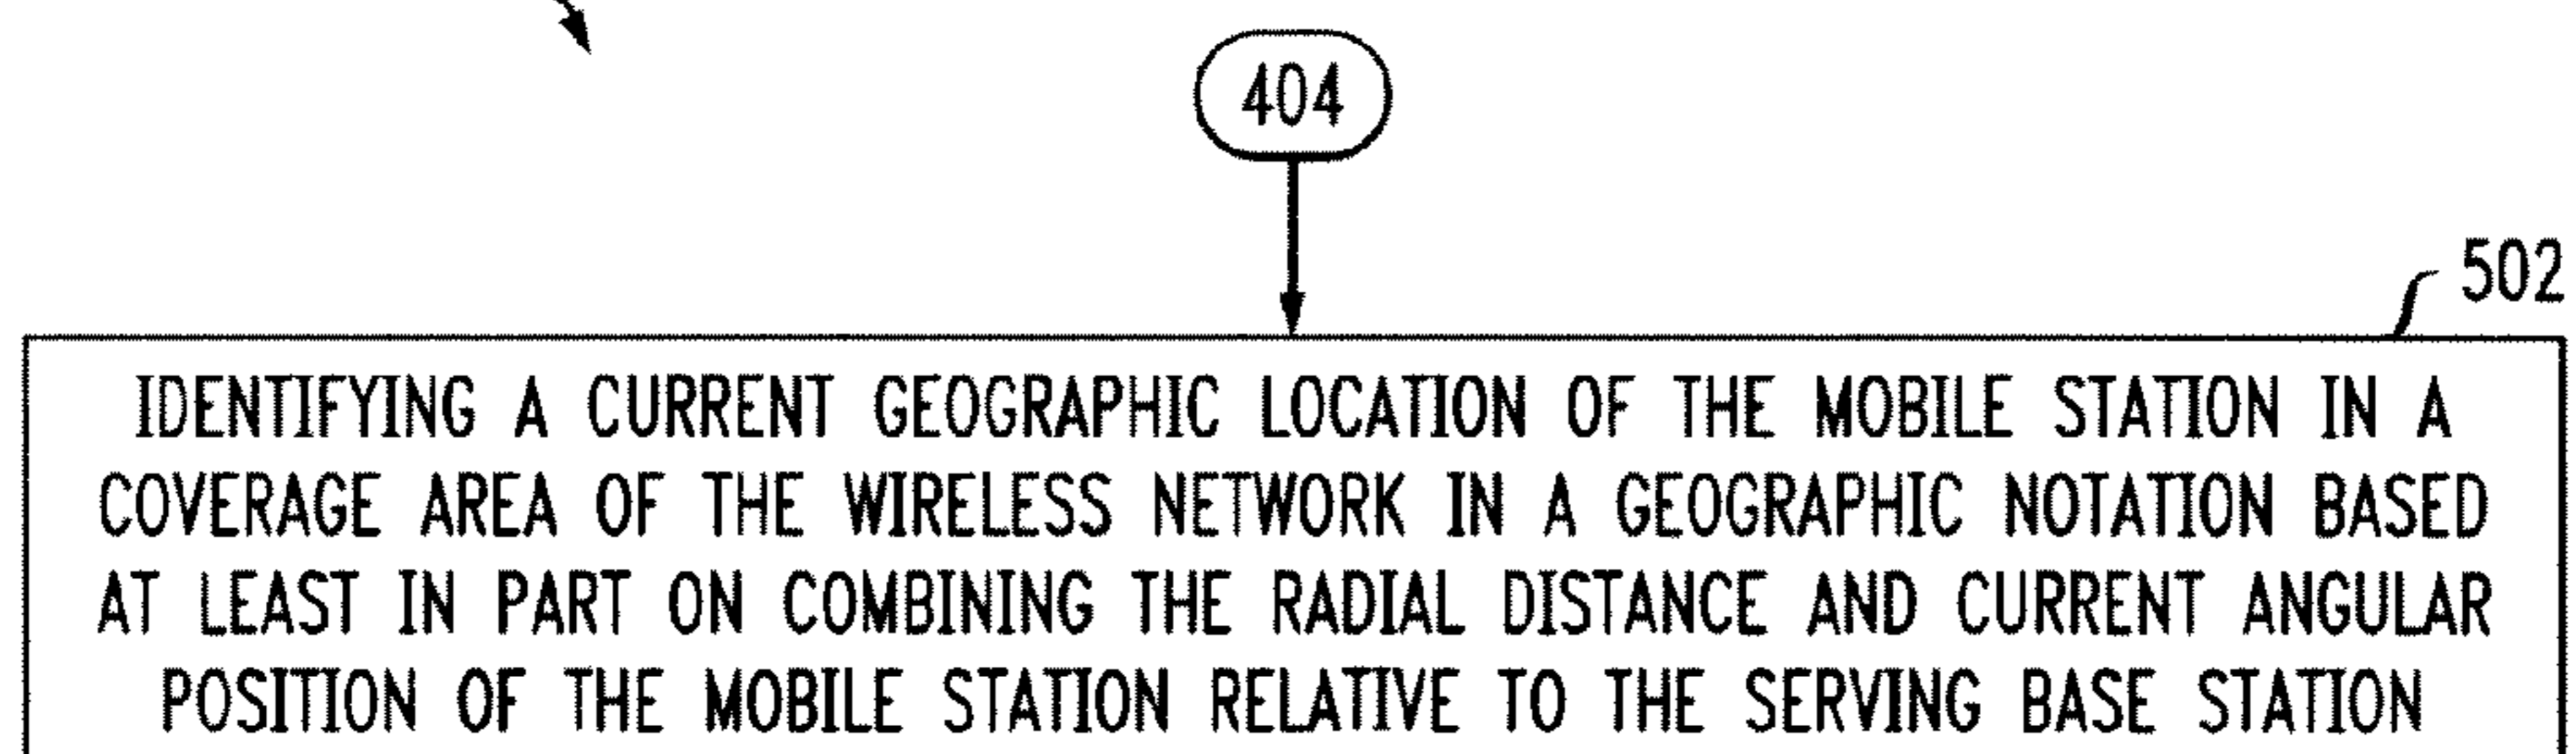 404
502
IDENTIFYING A CURRENT GEOGRAPHIC LOCATION OF THE MOBILE STATION IN A
COVERAGE AREA OF THE WIRELESS NETWORK IN A GEOGRAPHIC NOTATION BASED
AT LEAST IN PART ON COMBINING THE RADIAL DISTANCE AND CURRENT ANGULAR
POSITION OF THE MOBILE STATION RELATIVE TO THE SERVING BASE STATION